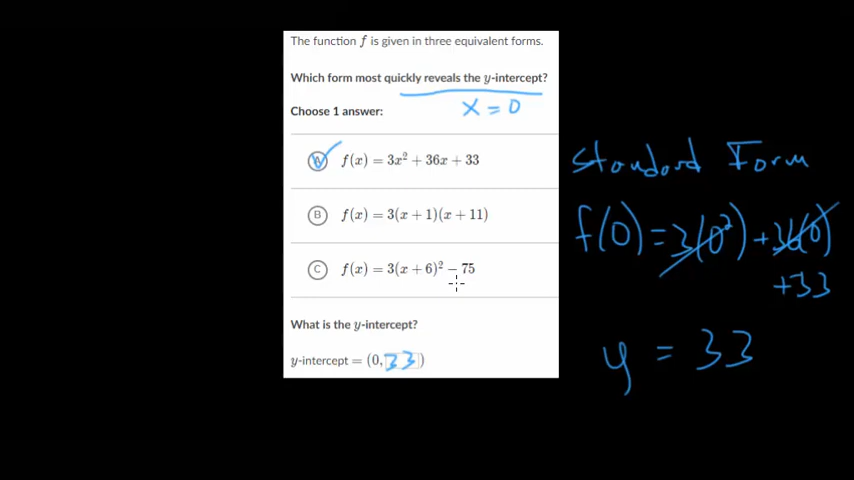 The function f is given in three equivalent forms.
Which form most quickly reveals the y-intercept?
Choose 1 answer:
x = 0
A f(x) = 3x² + 36x + 33
B f(x) = 3(x + 1)(x + 11)
C f(x) = 3(x + 6)² − 75
What is the y-intercept?
y-intercept = (0, 33)
Standard Form
f(0) = 3(0²) + 36(0)
+33
y = 33